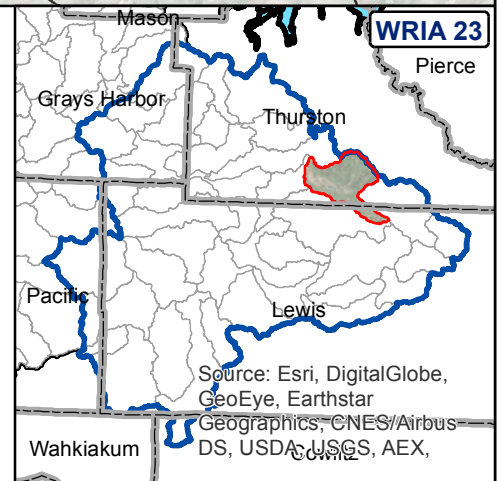 Mason
WRIA 23
Pierce
Grays Harbor
Thurston
Pacific
Lewis
Source: Esri, DigitalGlobe,
GeoEye, Earthstar
Geographics, CNES/Airbus
DS, USDA, USGS, AEX,
Wahkiakum
Cowlitz